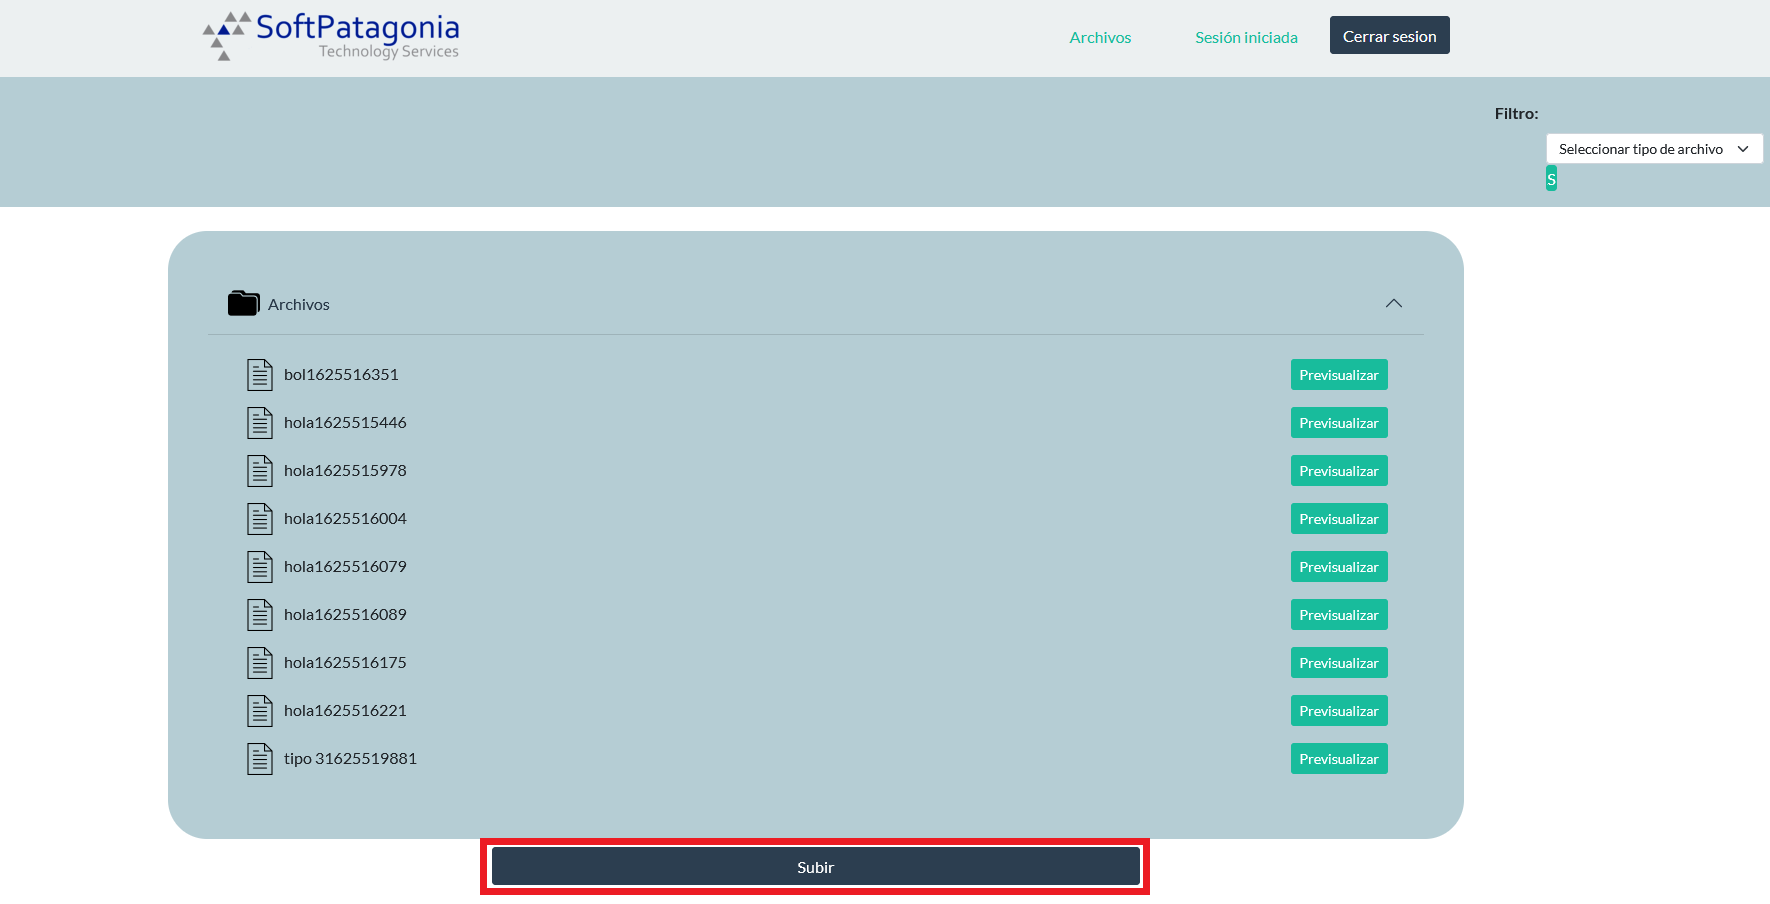 SoftPatagonia
Technology Services
Archivos
Sesión iniciada
Cerrar sesion
Filtro:
Seleccionar tipo de archivo
S
Archivos
bol1625516351 Previsualizar
hola1625515446 Previsualizar
hola1625515978 Previsualizar
hola1625516004 Previsualizar
hola1625516079 Previsualizar
hola1625516089 Previsualizar
hola1625516175 Previsualizar
hola1625516221 Previsualizar
tipo 31625519881 Previsualizar
Subir